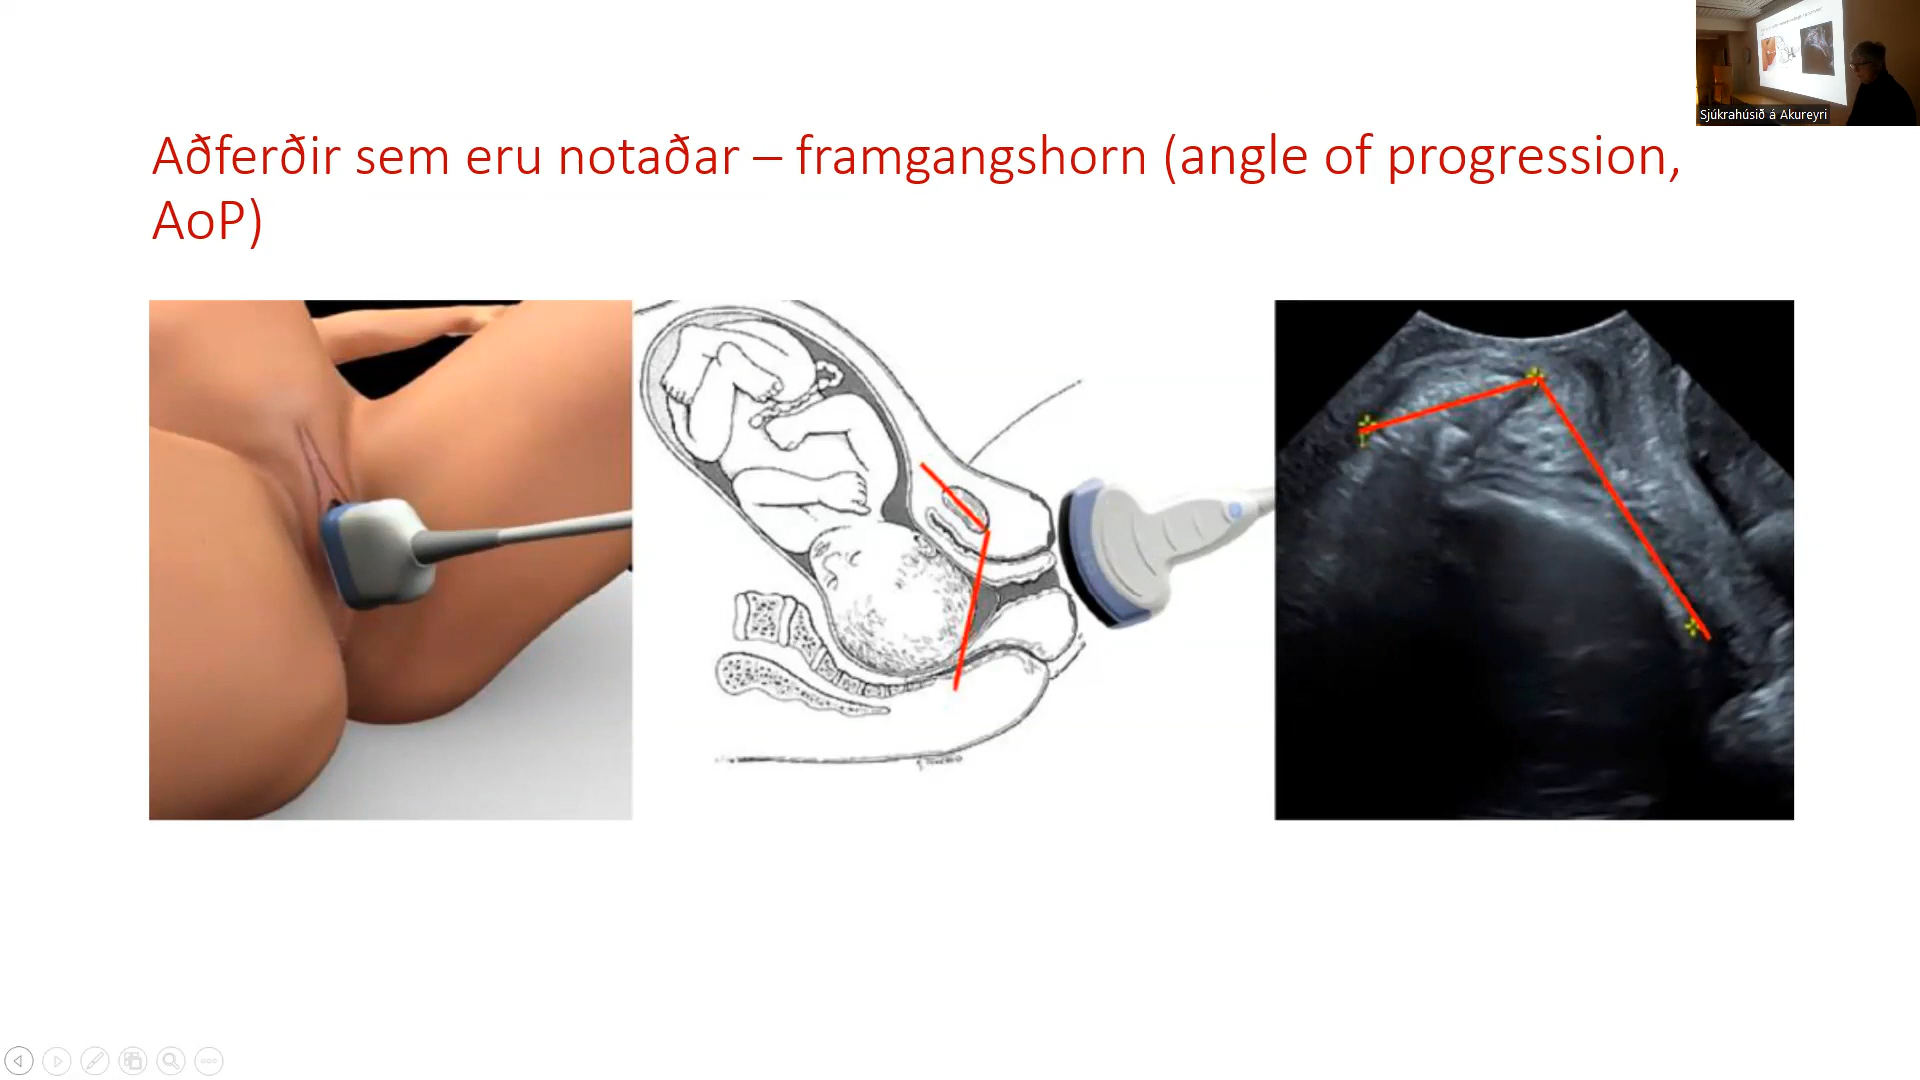 Sjúkrahúsið á Akureyri
Aðferðir sem eru notaðar – framgangshorn (angle of progression,
AoP)